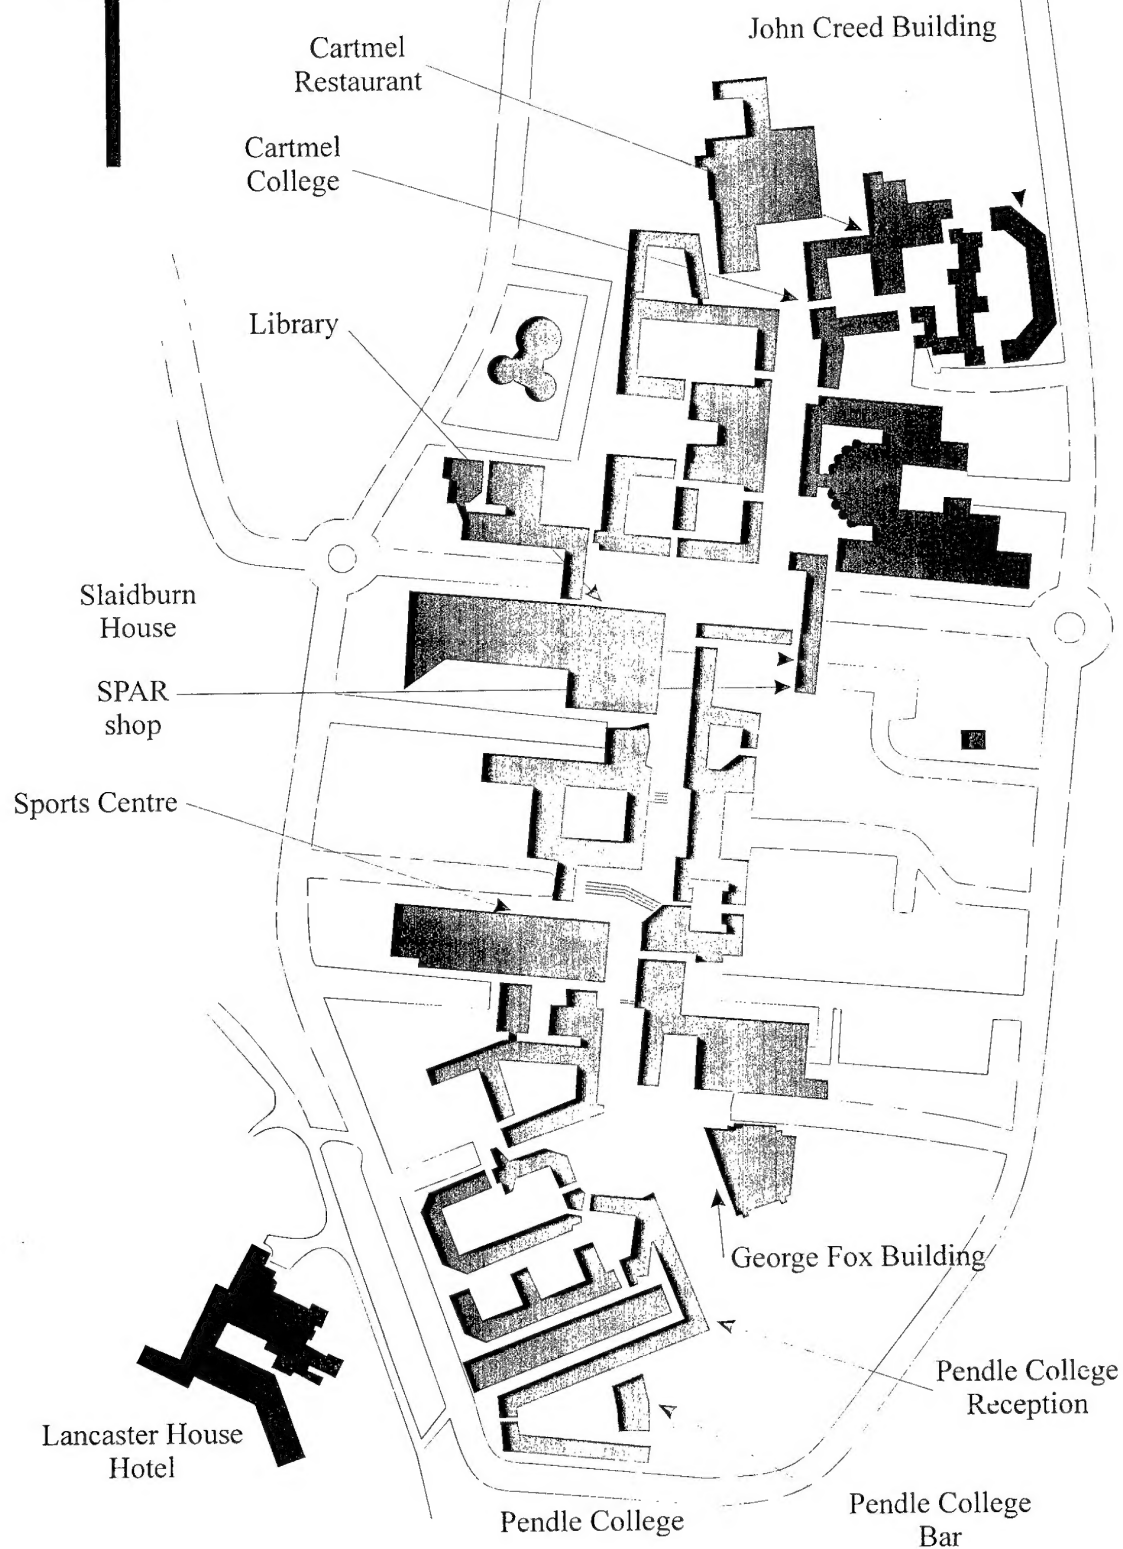 John Creed Building
Cartmel
Restaurant
Cartmel
College
Library
Slaidburn
House
SPAR
shop
Sports Centre
George Fox Building
Pendle College
Reception
Lancaster House
Hotel
Pendle College
Pendle College
Bar